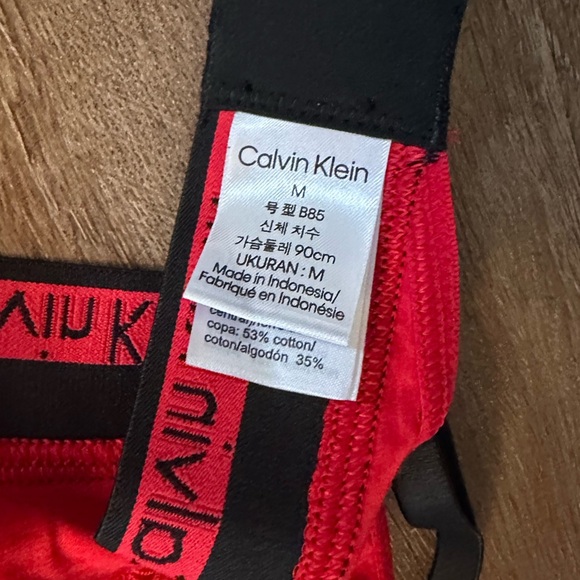 Calvin Klein
M
号型 B85
신체 치수
가슴둘레 90cm
UKURAN : M
Made in Indonesia/
Fabriqué en Indonésie
copa: 53% cotton/
coton/algodón 35%